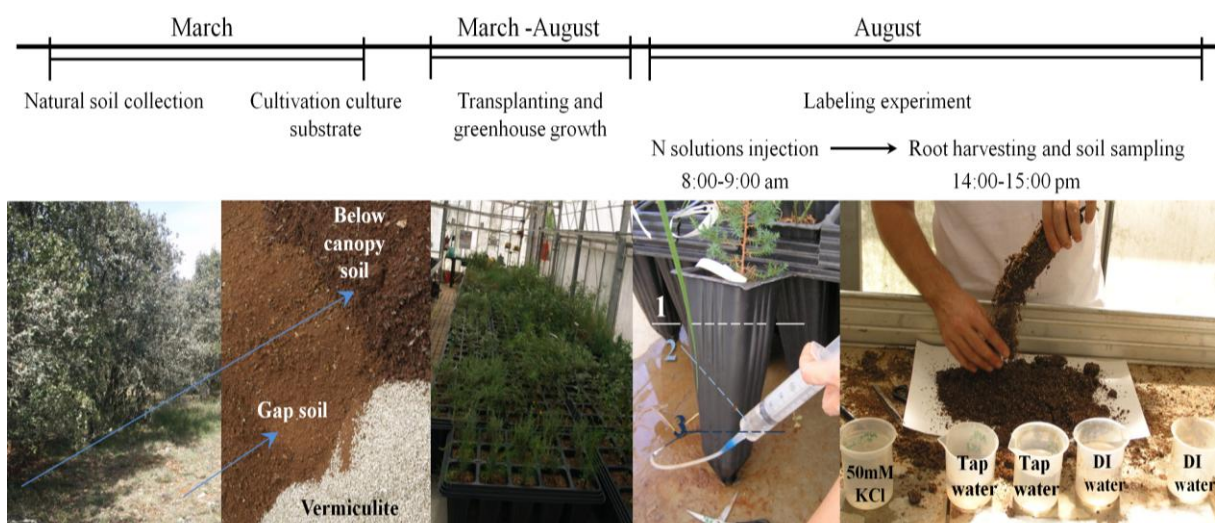 March
March -August
August
Natural soil collection
Cultivation culture
substrate
Transplanting and
greenhouse growth
Labeling experiment
N solutions injection
Root harvesting and soil sampling
8:00-9:00 am
14:00-15:00 pm
Below
canopy
soil
Gap soil
Vermiculite
1
2
3
50mM
KCl
Tap
water
Tap
water
DI
water
DI
water